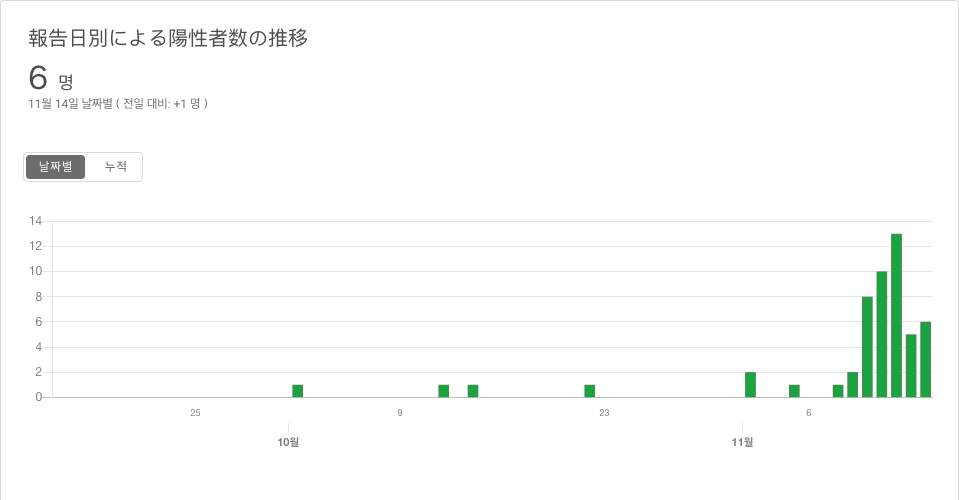 報告日別による陽性者数の推移
6 명
11월 14일 날짜별 ( 전일 대비: +1 명 )
날짜별 누적
14
12
10
8
6
4
2
0
25 9 23 6
10월 11월